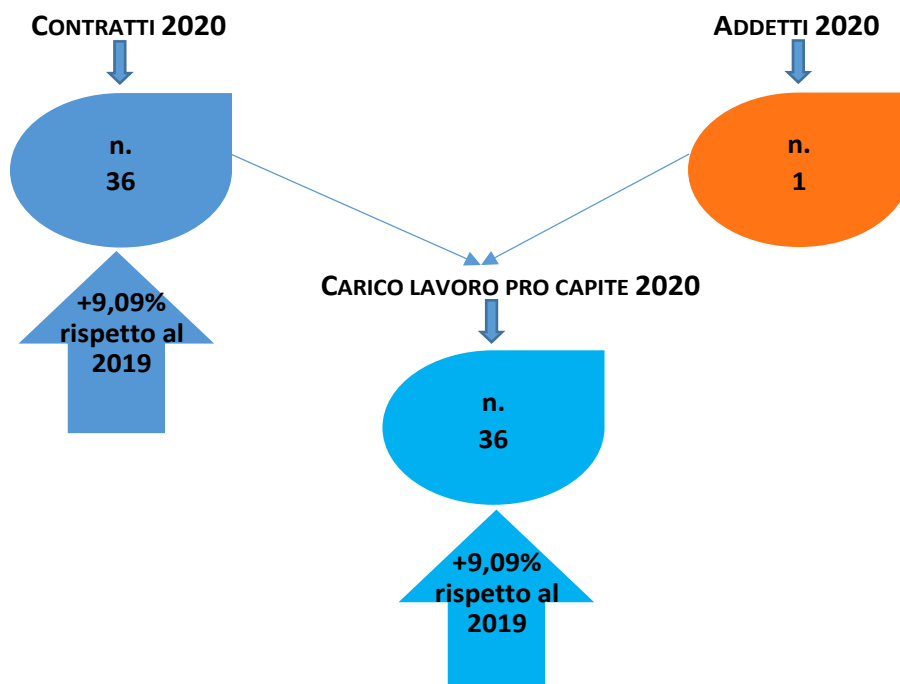 CONTRATTI 2020
ADDETTI 2020
n.
36
n.
1
+9,09%
rispetto al
2019
CARICO LAVORO PRO CAPITE 2020
n.
36
+9,09%
rispetto al
2019